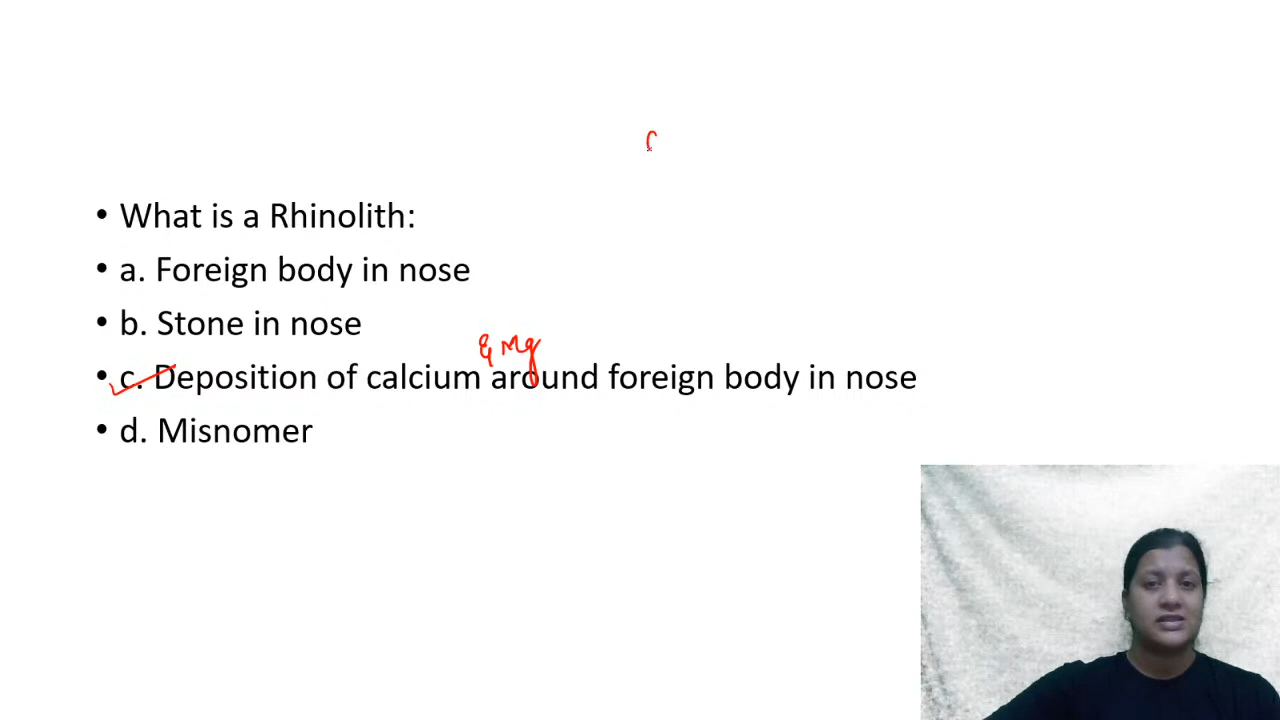 • What is a Rhinolith:
• a. Foreign body in nose
• b. Stone in nose
& Mg
• c. Deposition of calcium around foreign body in nose
• d. Misnomer